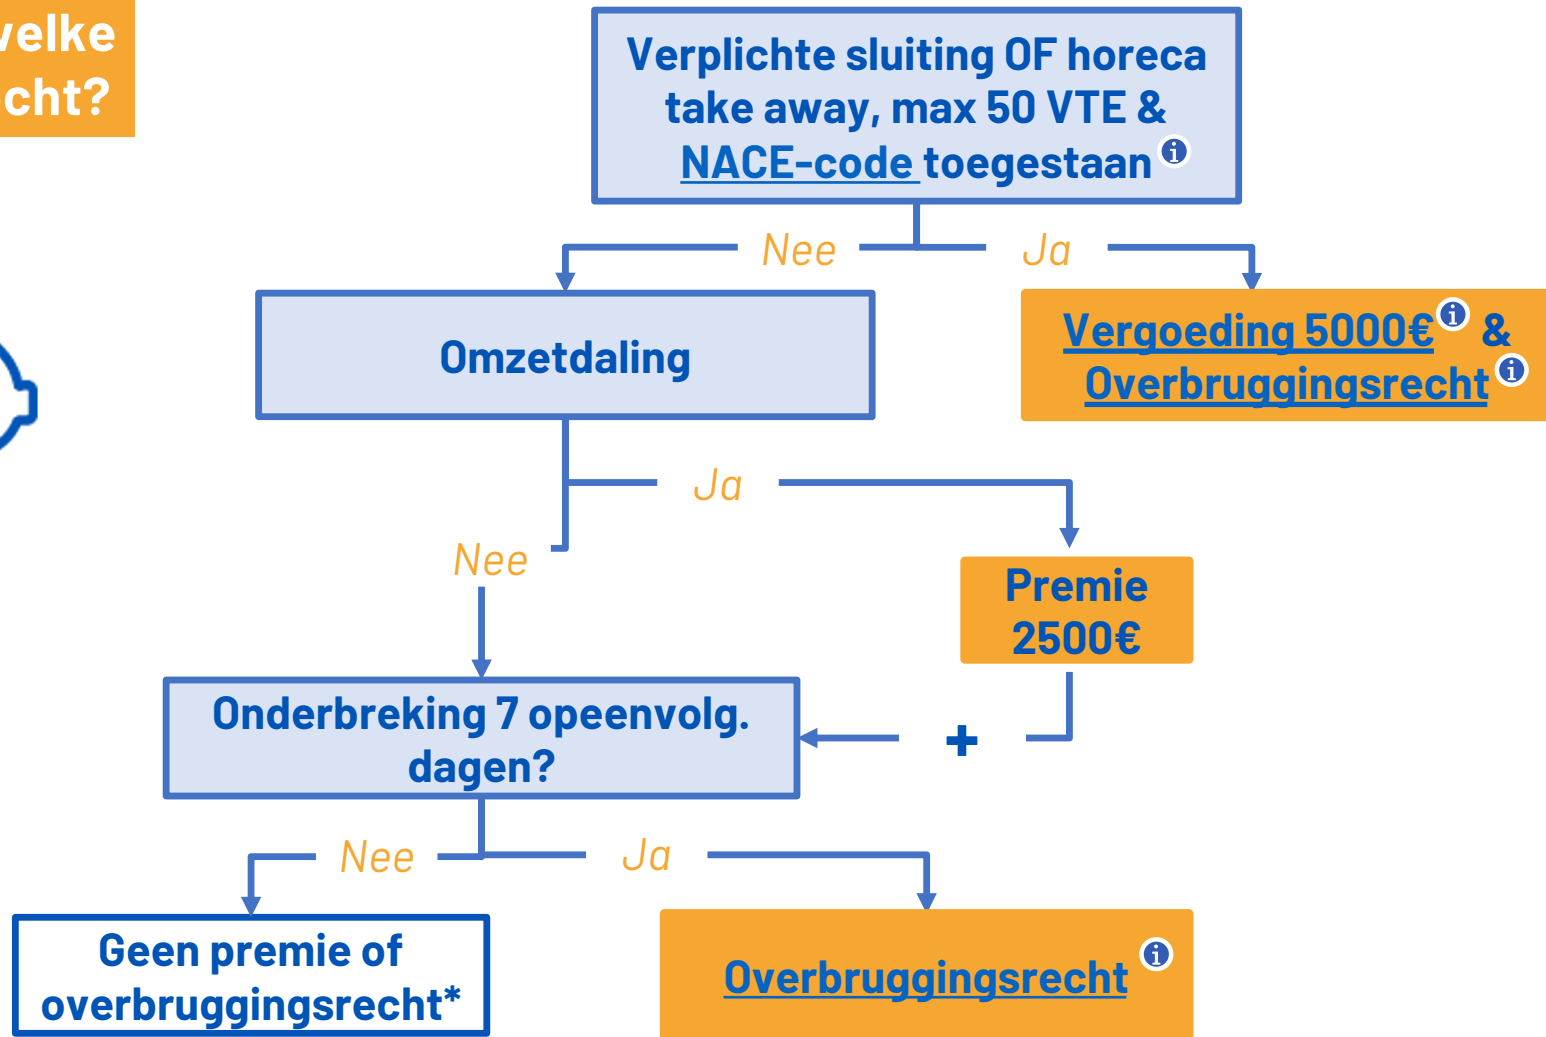 welke
cht?
Verplichte sluiting OF horeca
take away, max 50 VTE &
NACE-code toegestaan
Nee
Ja
Omzetdaling
Vergoeding 5000€ &
Overbruggingsrecht
Ja
Nee
Premie
2500€
Onderbreking 7 opeenvolg.
dagen?
+
Nee
Ja
Geen premie of
overbruggingsrecht*
Overbruggingsrecht